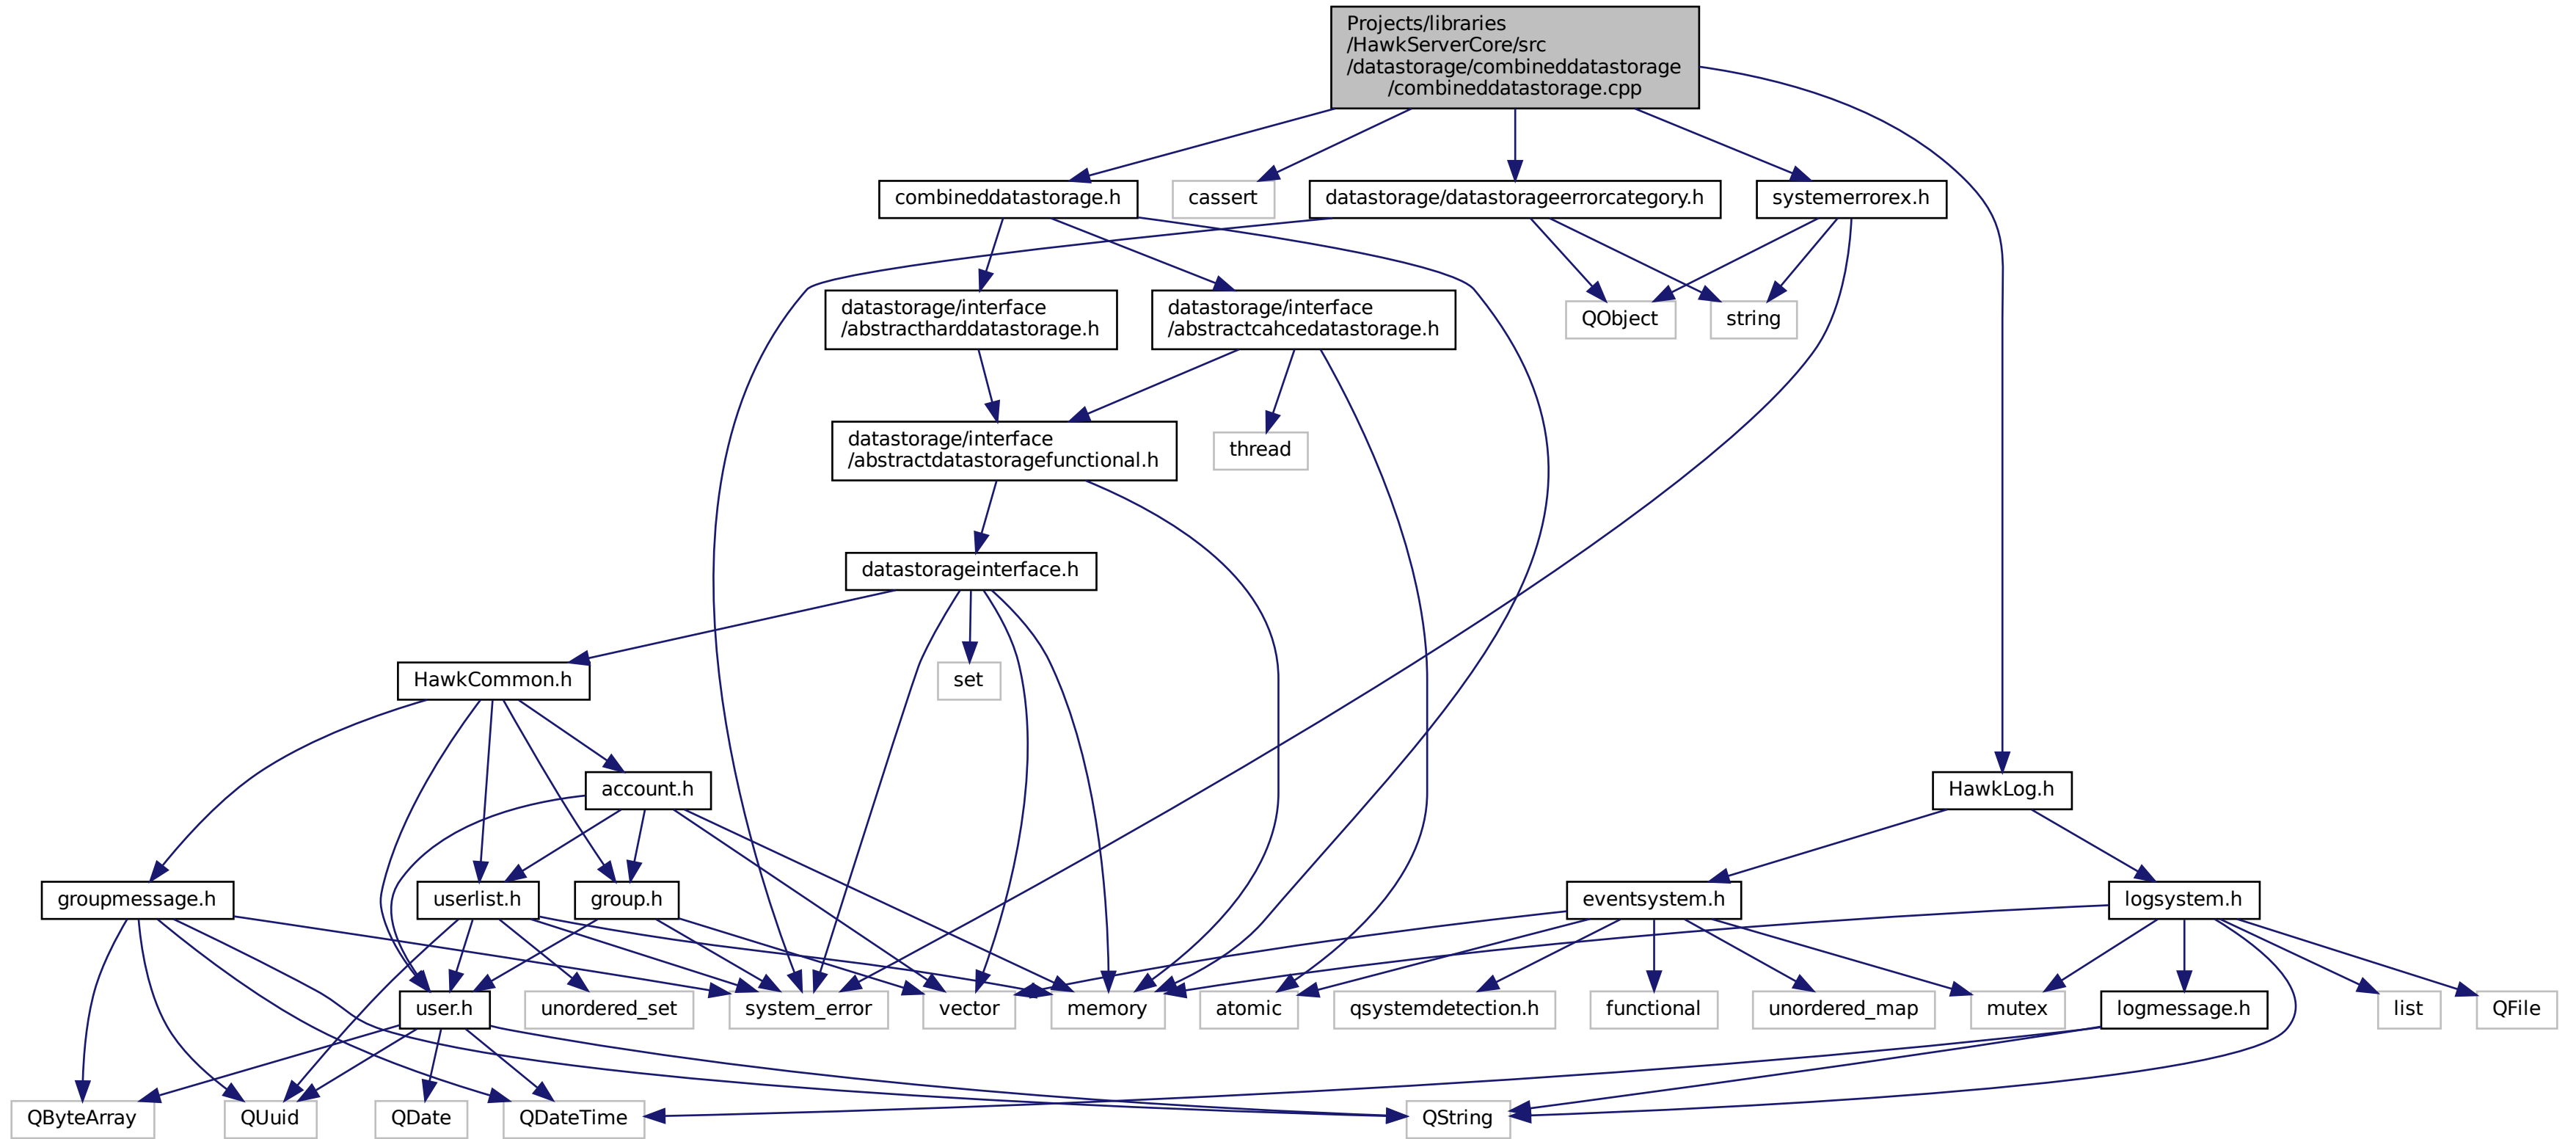 Projects/libraries
/HawkServerCore/src
/datastorage/combineddatastorage
/combineddatastorage.cpp
combineddatastorage.h
cassert
datastorage/datastorageerrorcategory.h
systemerrorex.h
datastorage/interface
/abstractharddatastorage.h
datastorage/interface
/abstractcahcedatastorage.h
QObject
string
datastorage/interface
/abstractdatastoragefunctional.h
thread
datastorageinterface.h
HawkCommon.h
set
account.h
HawkLog.h
groupmessage.h
userlist.h
group.h
eventsystem.h
logsystem.h
user.h
unordered_set
system_error
vector
memory
atomic
qsystemdetection.h
functional
unordered_map
mutex
logmessage.h
list
QFile
QByteArray
QUuid
QDate
QDateTime
QString